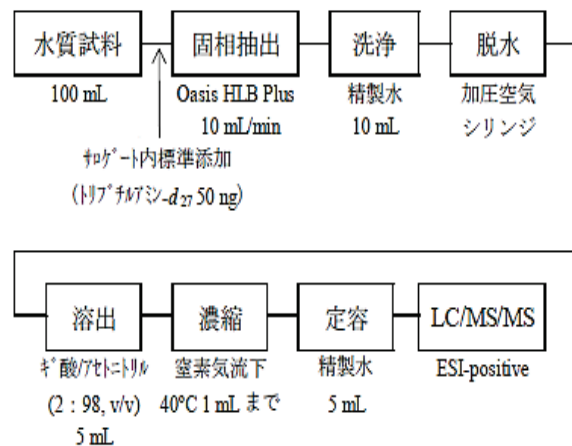 水質試料 固相抽出 洗浄 脱水
100 mL Oasis HLB Plus 精製水 加圧空気
10 mL/min 10 mL シリンジ
ｻﾛｹﾞｰﾄ内標準添加
(ﾄﾘﾌﾞﾁﾙｱﾐﾝ-d27 50 ng)
溶出 濃縮 定容 LC/MS/MS
ｷﾞ酸/ｱｾﾄﾆﾄﾘﾙ 窒素気流下 精製水 ESI-positive
(2：98, v/v) 40ºC 1 mL まで 5 mL
5 mL